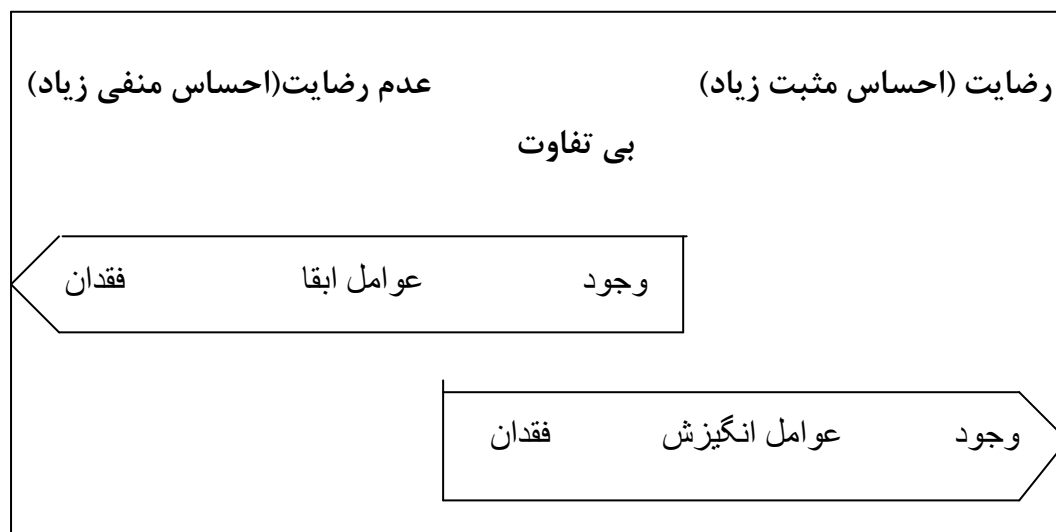 رضایت (احساس مثبت زیاد) عدم رضایت(احساس منفی زیاد)
بی تفاوت
وجود عوامل ابقا فقدان
وجود عوامل انگیزش فقدان